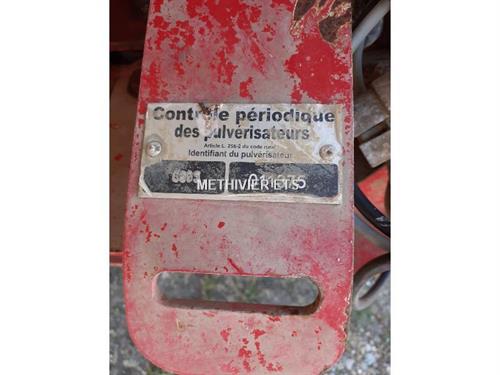 Contrôle périodique
des pulvérisateurs
Article L. 256-2 du code rural
Identifiant du pulvérisateur
METHIVIER ETS